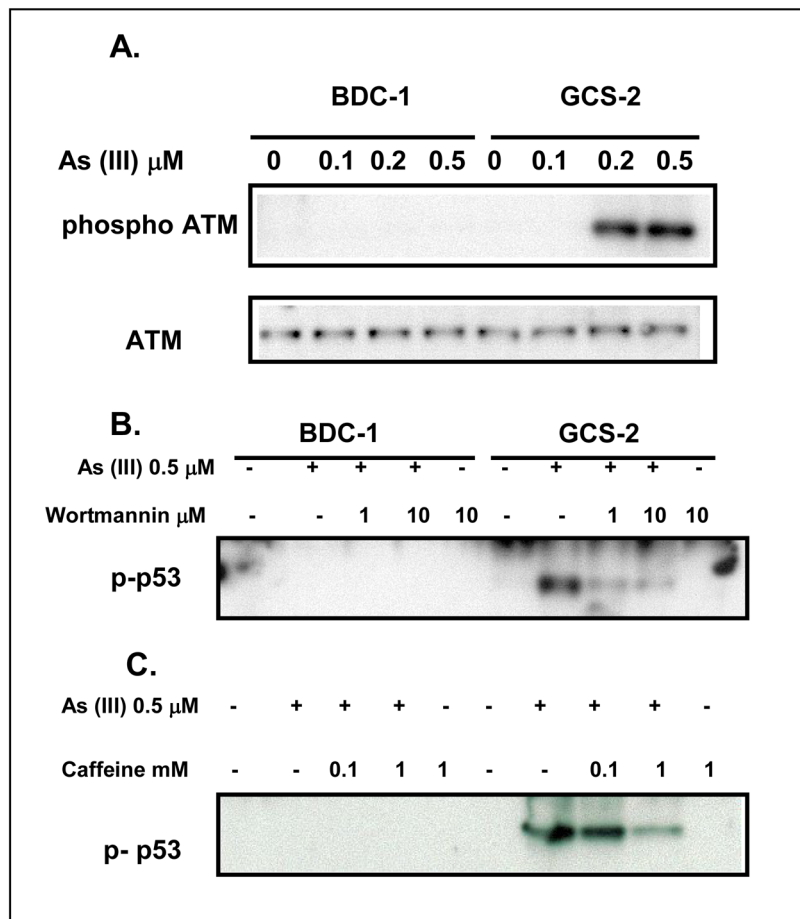 A.
BDC-1 GCS-2
As (III) μM 0 0.1 0.2 0.5 0 0.1 0.2 0.5
phospho ATM
ATM
B.
BDC-1 GCS-2
As (III) 0.5 μM - + + + - - + + + -
Wortmannin μM - - 1 10 10 - - 1 10 10
p-p53
C.
As (III) 0.5 μM - + + + - - + + + -
Caffeine mM - - 0.1 1 1 - - 0.1 1 1
p- p53